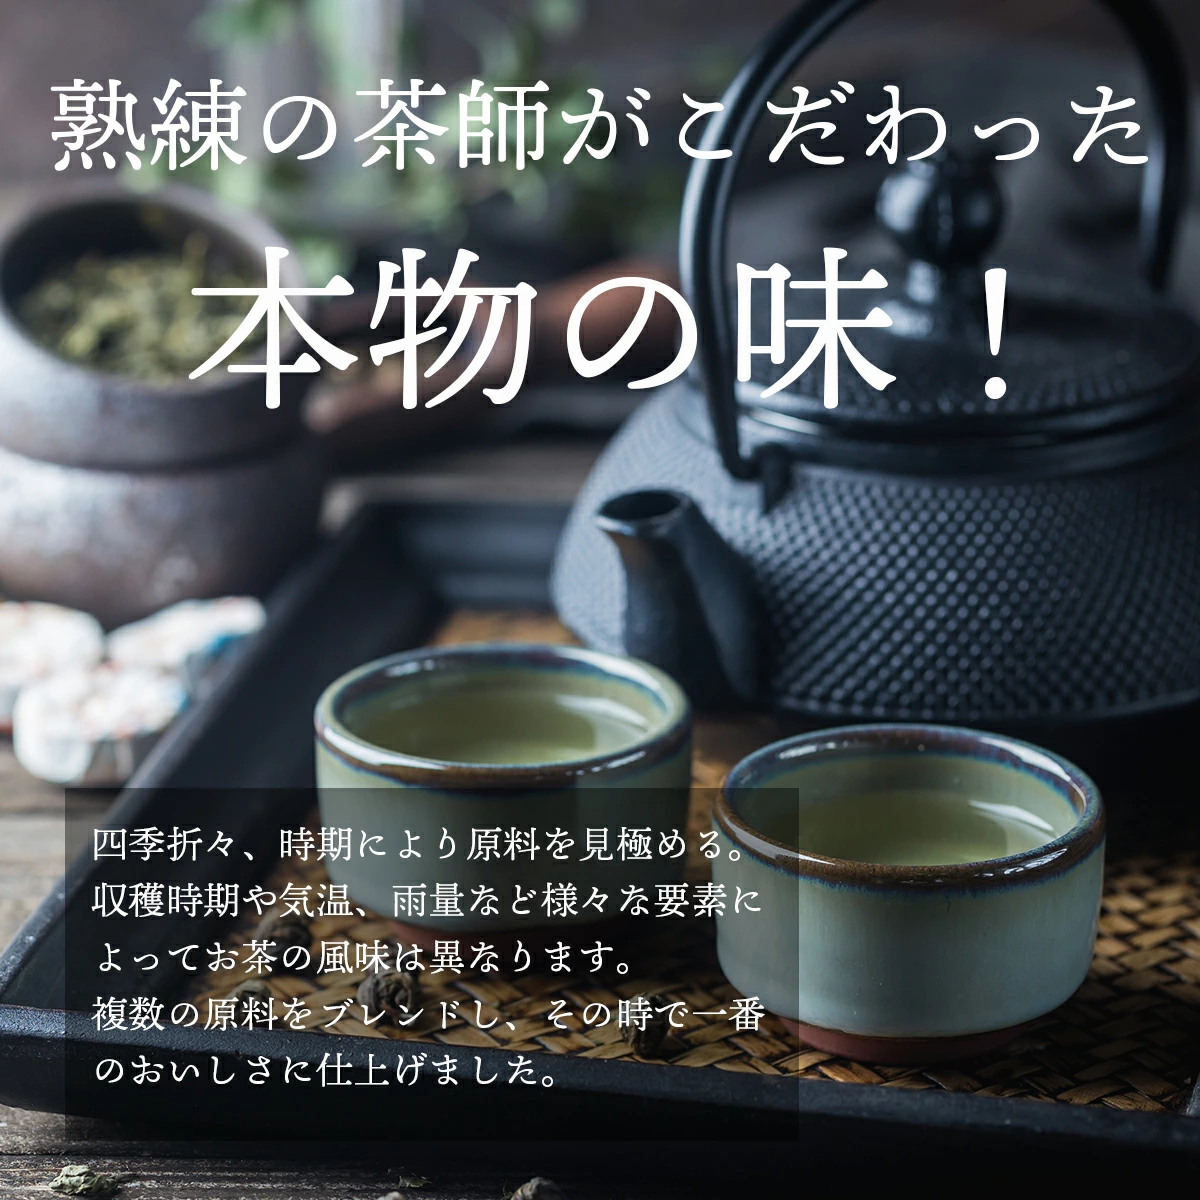 熟練の茶師がこだわった
本物の味！
四季折々、時期により原料を見極める。
収穫時期や気温、雨量など様々な要素に
よってお茶の風味は異なります。
複数の原料をブレンドし、その時で一番
のおいしさに仕上げました。